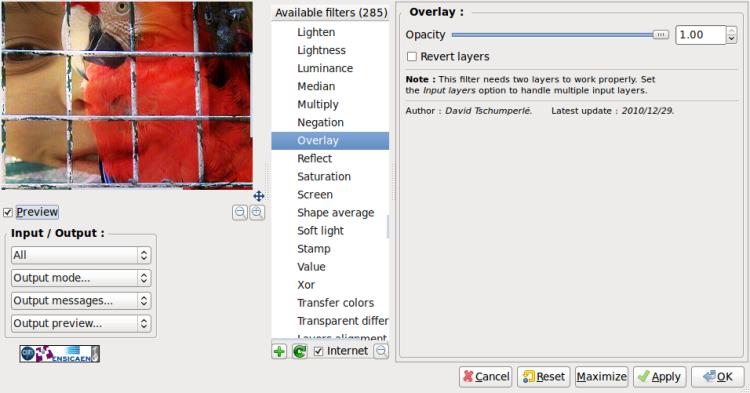 Preview
Input / Output :
All
Output mode...
Output messages...
Output preview...
ENSICAEN
Available filters (285)
Lighten
Lightness
Luminance
Median
Multiply
Negation
Overlay
Reflect
Saturation
Screen
Shape average
Soft light
Stamp
Value
Xor
Transfer colors
Transparent differ
Layers alignment
Internet
Overlay :
Opacity
1.00
Revert layers
Note : This filter needs two layers to work properly. Set
the Input layers option to handle multiple input layers.
Author : David Tschumperlé. Latest update : 2010/12/29.
Cancel Reset Maximize Apply OK